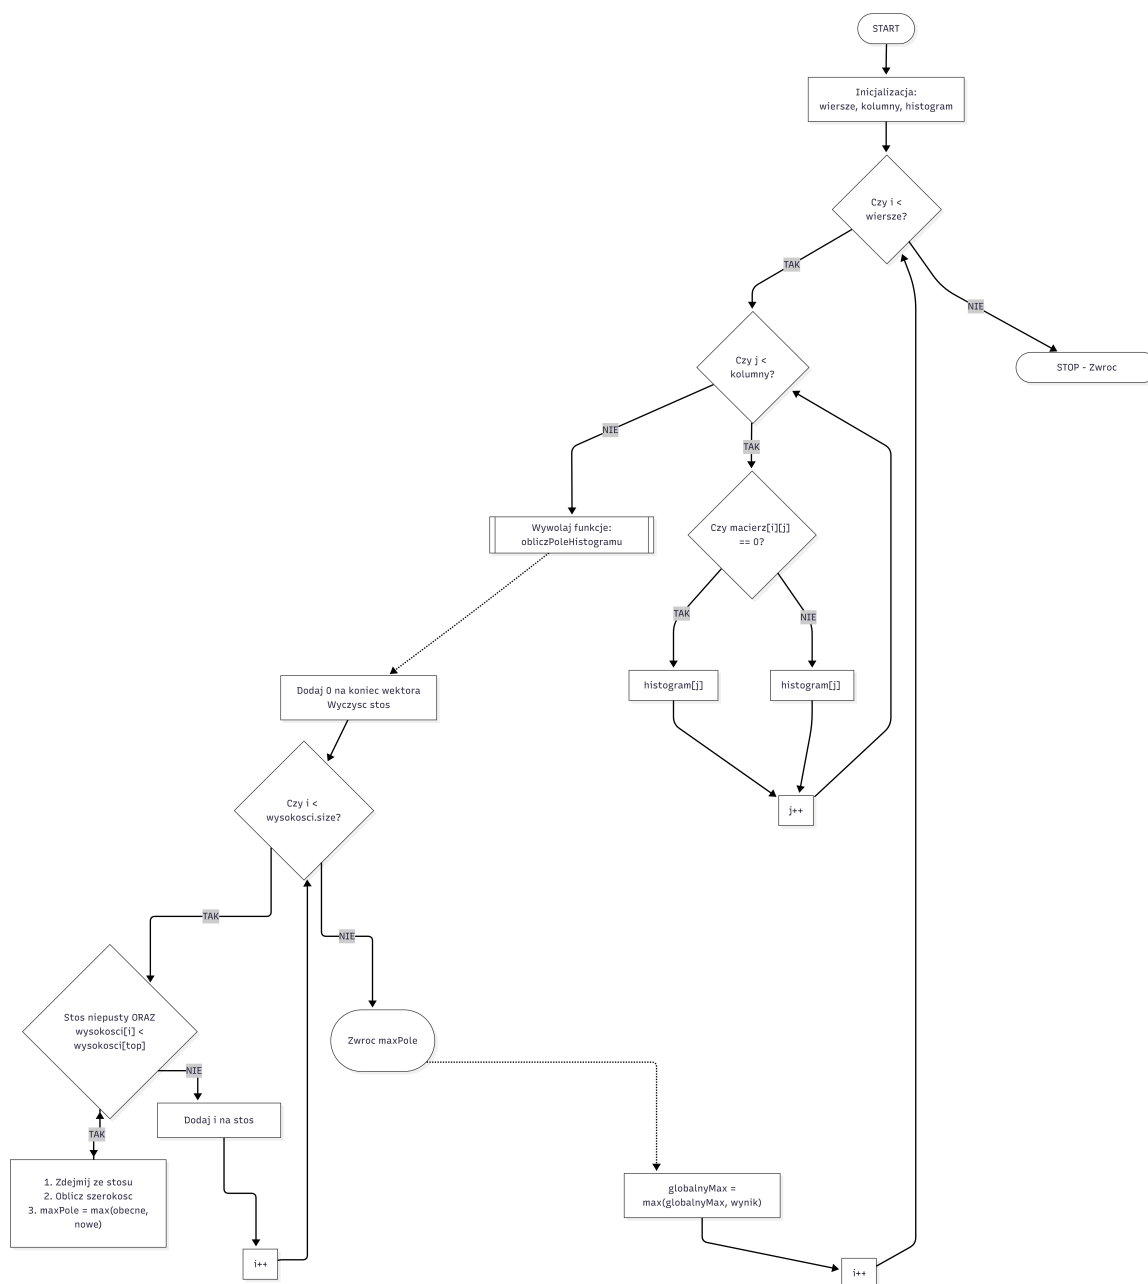 START
Inicjalizacja:
wiersze, kolumny, histogram
Czy i <
wiersze?
TAK
NIE
Czy j <
kolumny?
STOP - Zwroc
NIE
TAK
Wywolaj funkcje:
obliczPoleHistogramu
Czy macierz[i][j]
== 0?
TAK
NIE
histogram[j]
histogram[j]
Dodaj 0 na koniec wektora
Wyczysc stos
j++
Czy i <
wysokosci.size?
TAK
NIE
Stos niepusty ORAZ
wysokosci[i] <
wysokosci[top]
Zwroc maxPole
NIE
Dodaj i na stos
TAK
1. Zdejmij ze stosu
2. Oblicz szerokosc
3. maxPole = max(obecne,
nowe)
globalnyMax =
max(globalnyMax, wynik)
i++
i++